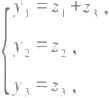 y₁ = z₁ + z₃ ,
y₂ = z₂ ,
y₃ = z₃ ,